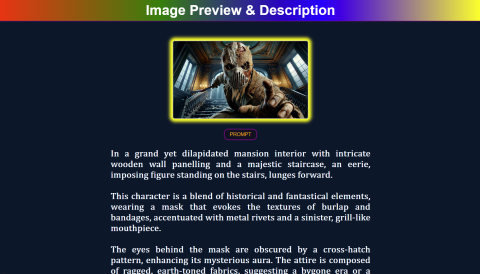 Image Preview & Description
PROMPT
In a grand yet dilapidated mansion interior with intricate
wooden wall panelling and a majestic staircase, an eerie,
imposing figure standing on the stairs, lunges forward.
This character is a blend of historical and fantastical elements,
wearing a mask that evokes the textures of burlap and
bandages, accentuated with metal rivets and a sinister, grill-like
mouthpiece.
The eyes behind the mask are obscured by a cross-hatch
pattern, enhancing its mysterious aura. The attire is composed
of ragged, earth-toned fabrics, suggesting a bygone era or a